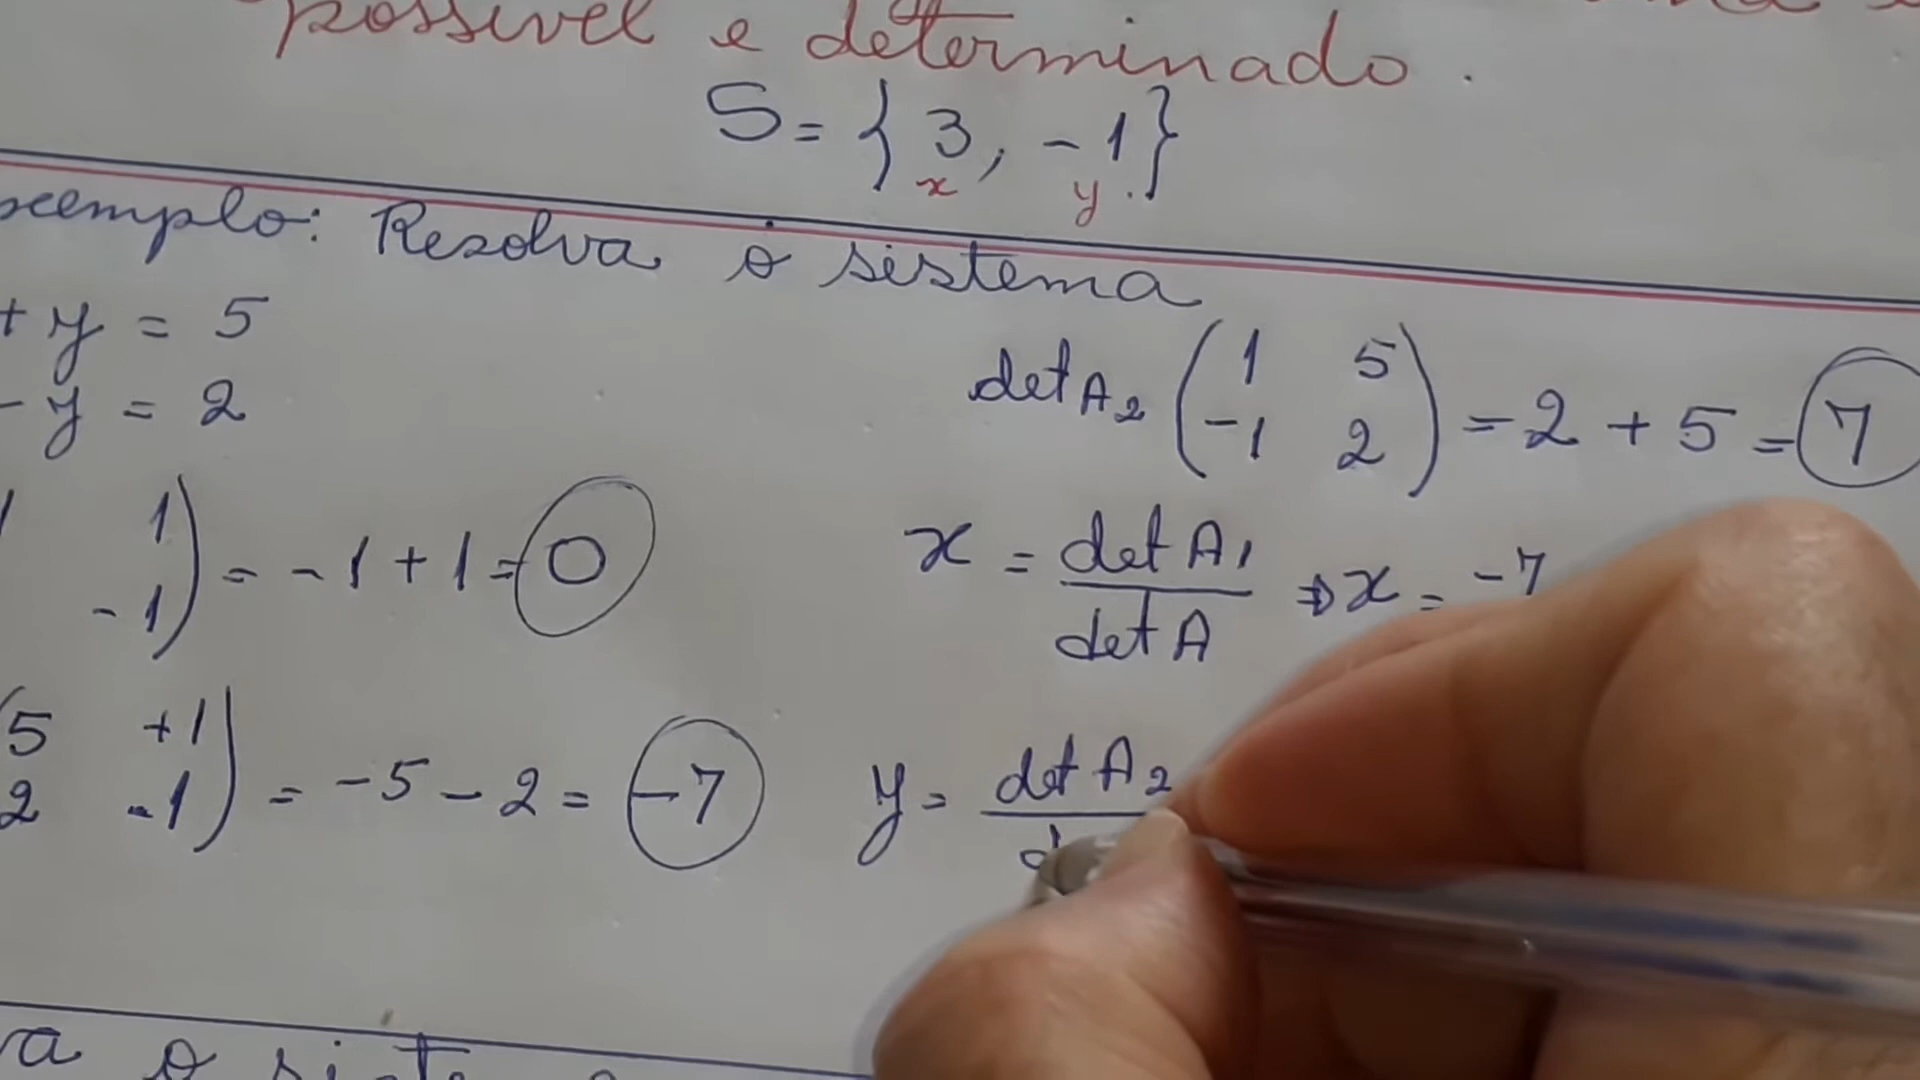 possível e determinado.
S = { 3, -1 }
x y
Resolva o sistema
+ y = 5
- y = 2
det A2 ( 1 5
-1 2 ) = 2 + 5 = 7
1
-1 ) = -1 + 1 = 0
x = det A1 / det A ⇒ x = -7
5 +1
2 -1 ) = -5 - 2 = -7
y = det A2
o